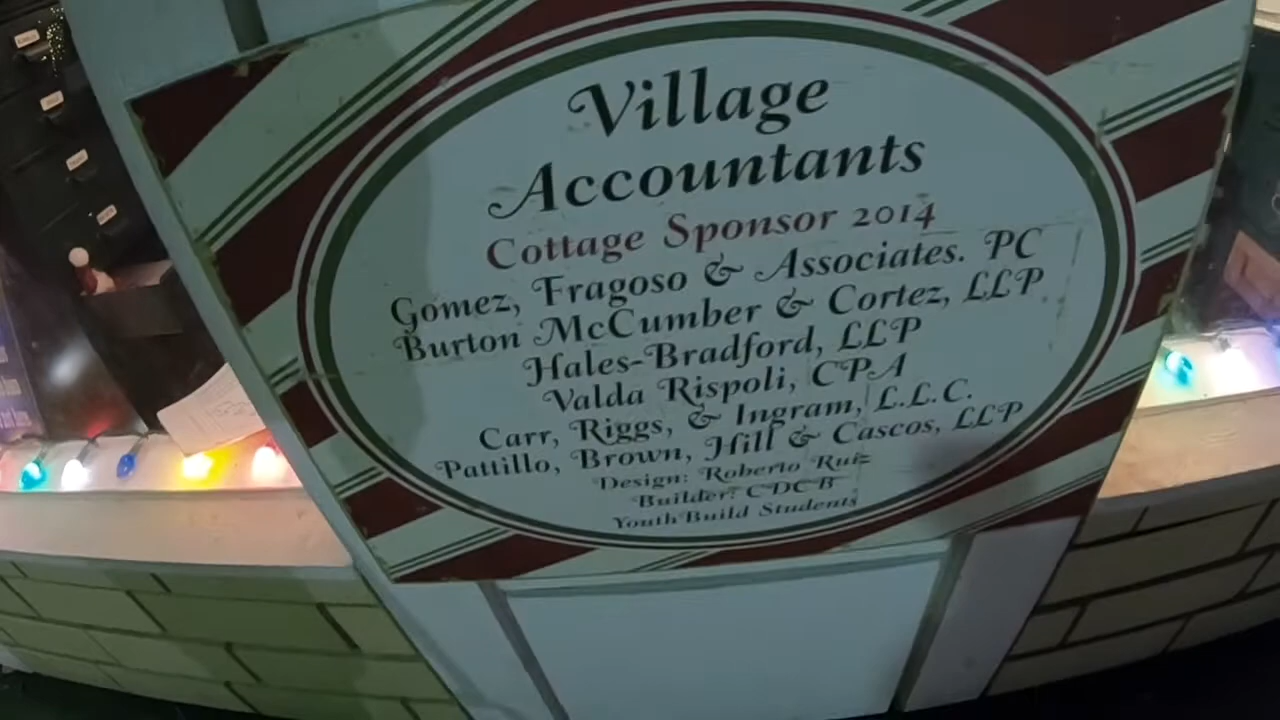 Village
Accountants
Cottage Sponsor 2014
Gomez, Fragoso & Associates. PC
Burton McCumber & Cortez, LLP
Hales-Bradford, LLP
Valda Rispoli, CPA
Carr, Riggs, & Ingram, L.L.C.
Pattillo, Brown, Hill & Cascos, LLP
Design: Roberto Ruiz
Builder: CDCB
YouthBuild Students